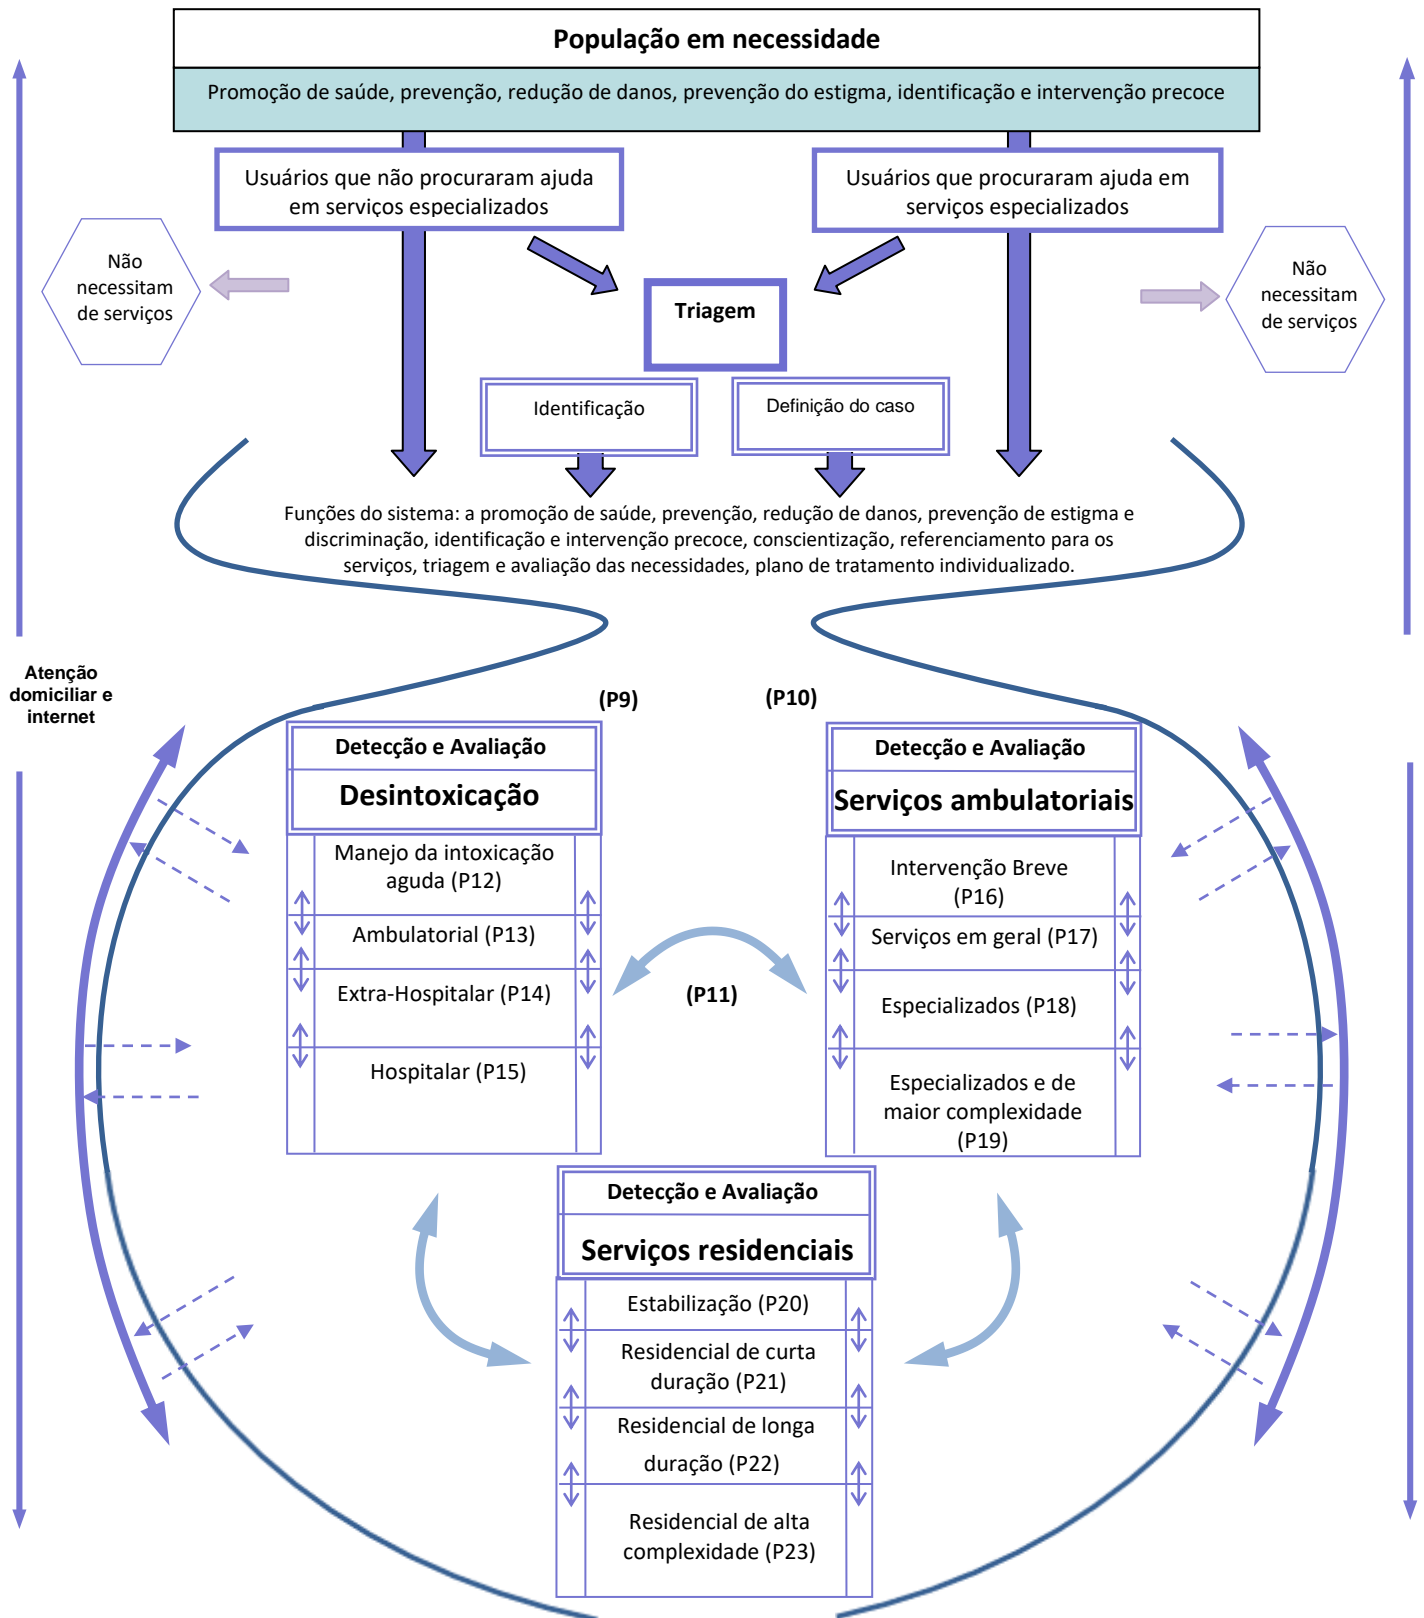 População em necessidade
Promoção de saúde, prevenção, redução de danos, prevenção do estigma, identificação e intervenção precoce
Usuários que não procuraram ajuda
em serviços especializados
Usuários que procuraram ajuda em
serviços especializados
Não
necessitam
de serviços
Triagem
Não
necessitam
de serviços
Identificação
Definição do caso
Funções do sistema: a promoção de saúde, prevenção, redução de danos, prevenção de estigma e
discriminação, identificação e intervenção precoce, conscientização, referenciamento para os
serviços, triagem e avaliação das necessidades, plano de tratamento individualizado.
Atenção
domiciliar e
internet
(P9)
(P10)
Detecção e Avaliação
Desintoxicação
Manejo da intoxicação
aguda (P12)
Ambulatorial (P13)
Extra-Hospitalar (P14)
Hospitalar (P15)
(P11)
Detecção e Avaliação
Serviços ambulatoriais
Intervenção Breve
(P16)
Serviços em geral (P17)
Especializados (P18)
Especializados e de
maior complexidade
(P19)
Detecção e Avaliação
Serviços residenciais
Estabilização (P20)
Residencial de curta
duração (P21)
Residencial de longa
duração (P22)
Residencial de alta
complexidade (P23)